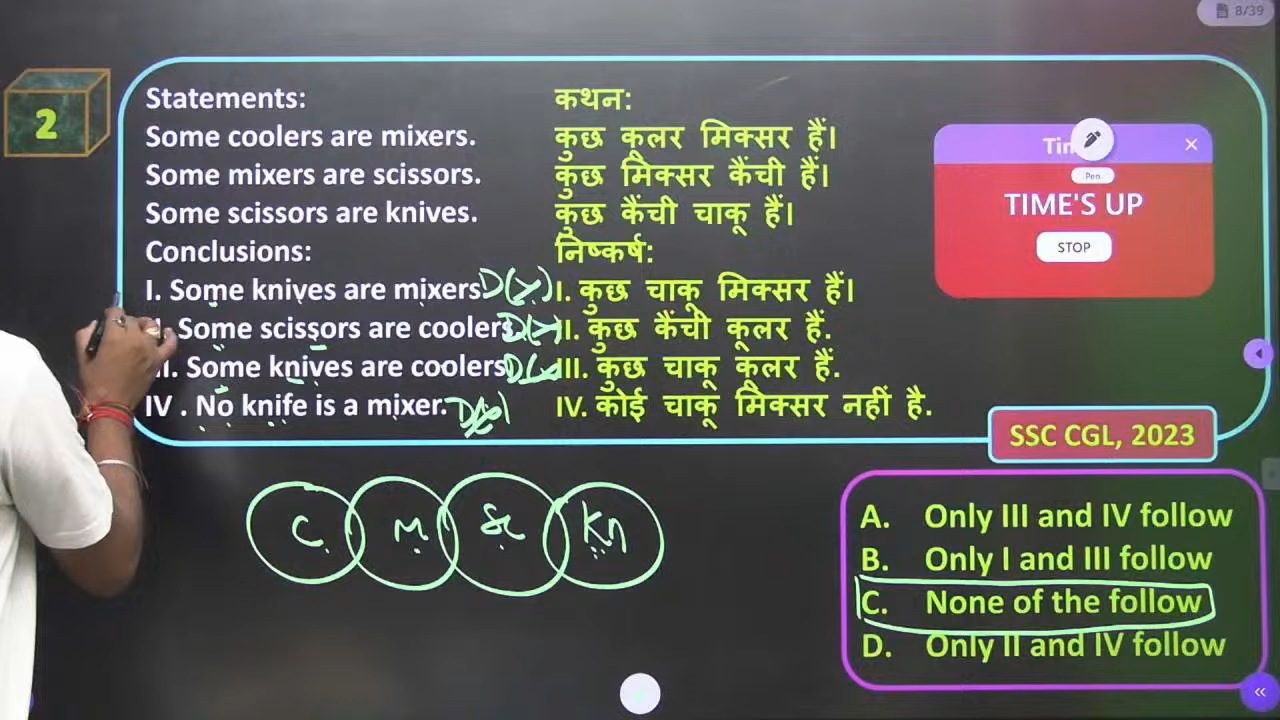 8/39
2
Statements:
Some coolers are mixers.
Some mixers are scissors.
Some scissors are knives.
Conclusions:
I. Some knives are mixers
Some scissors are coolers.
I. Some knives are coolers
IV . No knife is a mixer.
कथन:
कुछ कूलर मिक्सर हैं।
कुछ मिक्सर कैंची हैं।
कुछ कैंची चाकू हैं।
निष्कर्ष:
I. कुछ चाकू मिक्सर हैं।
II. कुछ कैंची कूलर हैं.
III. कुछ चाकू कूलर हैं.
IV. कोई चाकू मिक्सर नहीं है.
Pen
TIME'S UP
STOP
SSC CGL, 2023
C M Sc Kn
A. Only III and IV follow
B. Only I and III follow
C. None of the follow
D. Only II and IV follow